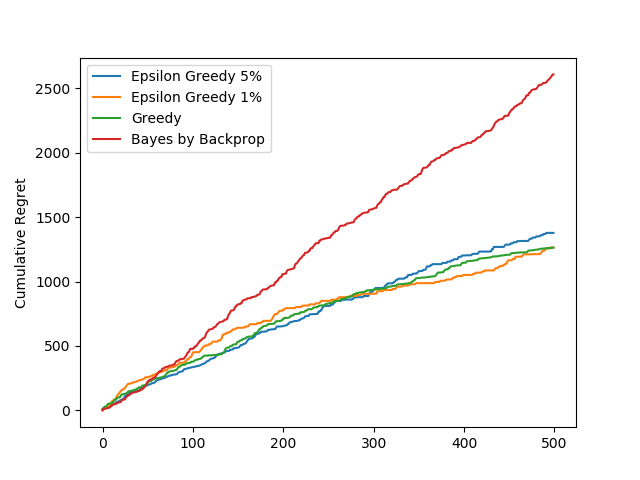 Epsilon Greedy 5%
Epsilon Greedy 1%
Greedy
Bayes by Backprop
Cumulative Regret
2500
2000
1500
1000
500
0
0 100 200 300 400 500